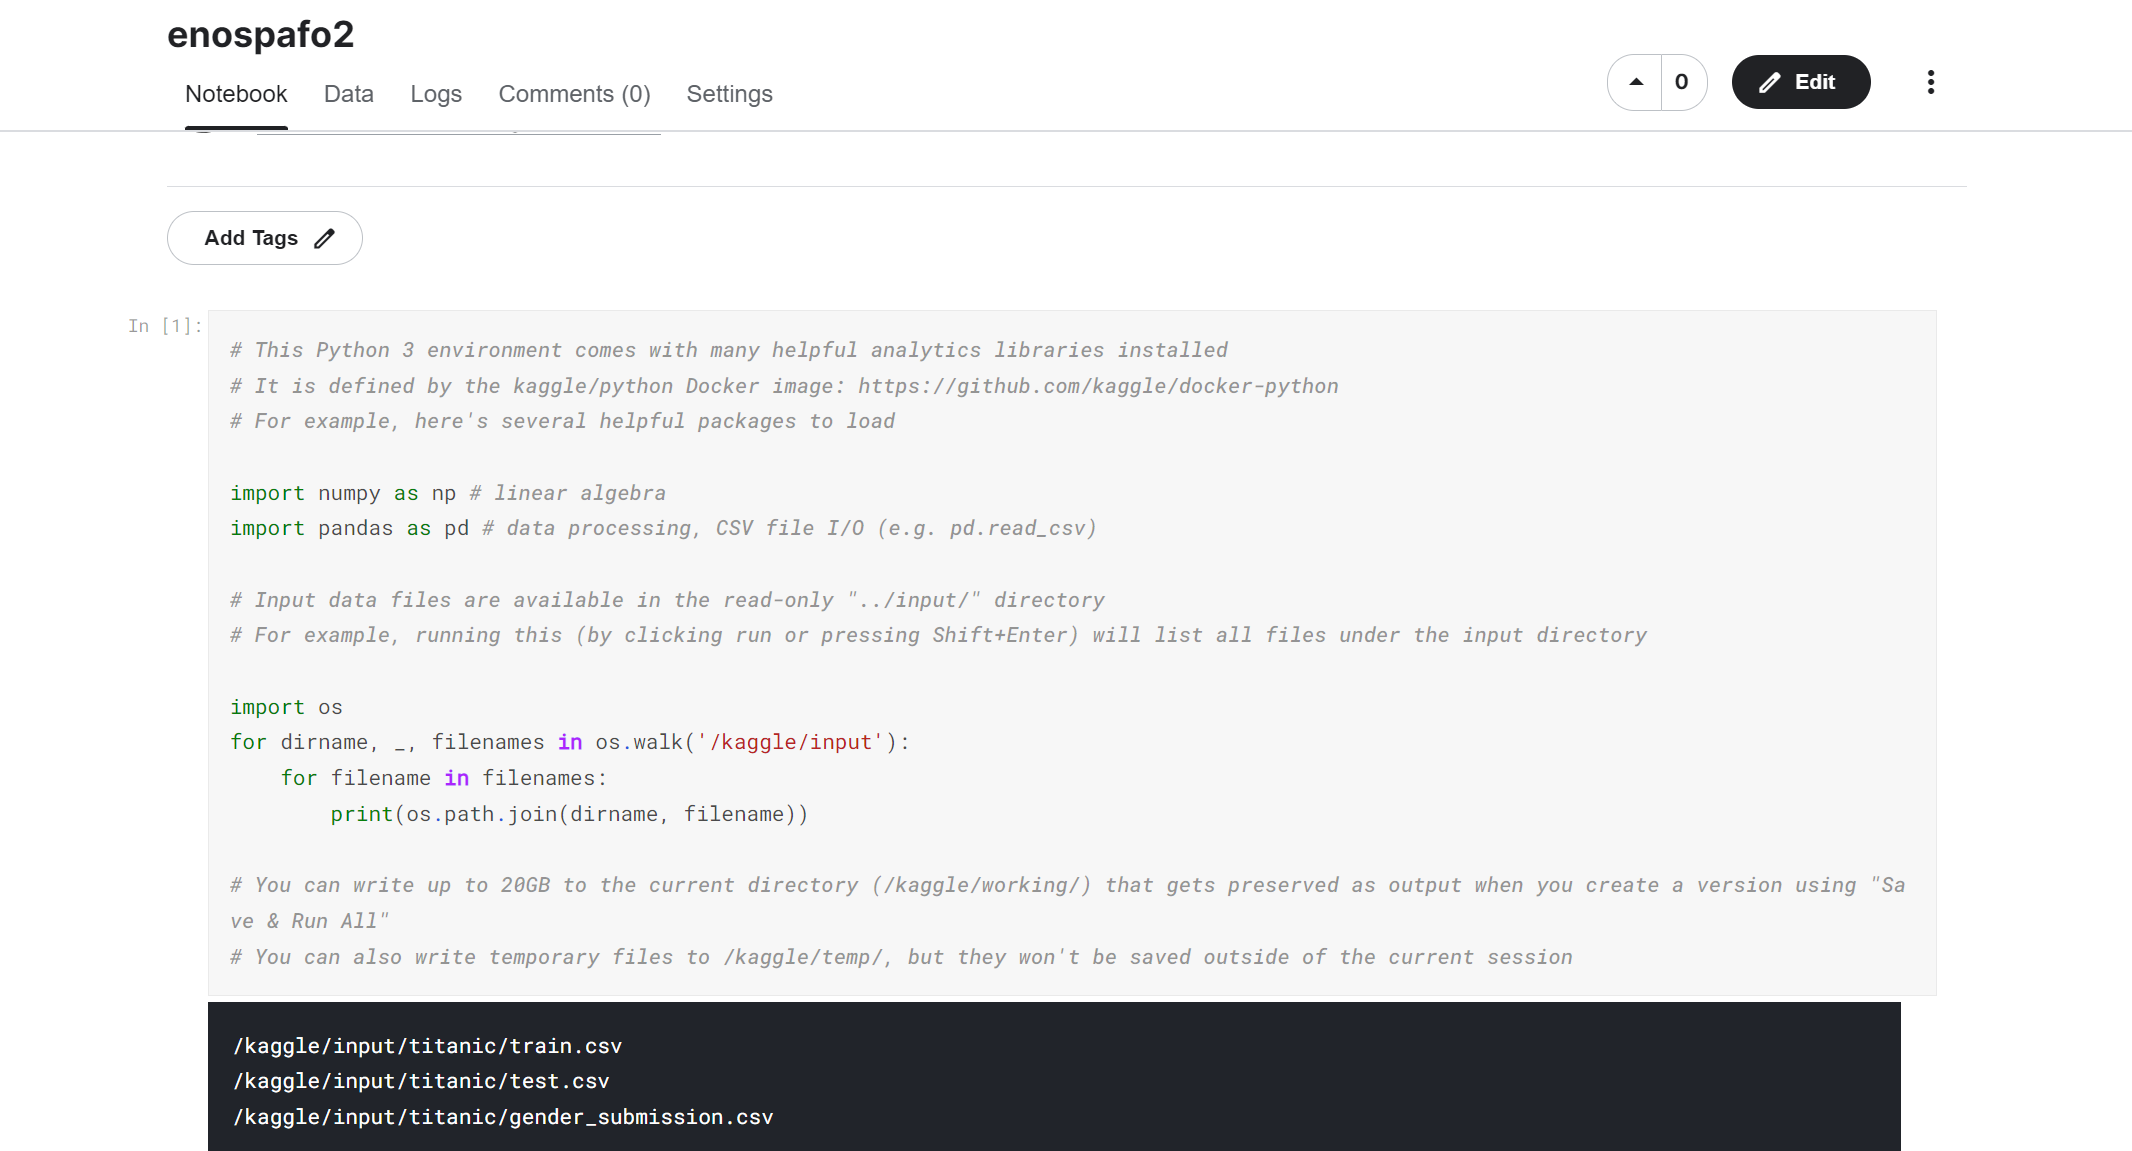 enospafo2
Notebook Data Logs Comments (0) Settings
0 Edit
Add Tags
In [1]:
# This Python 3 environment comes with many helpful analytics libraries installed
# It is defined by the kaggle/python Docker image: https://github.com/kaggle/docker-python
# For example, here's several helpful packages to load
import numpy as np # linear algebra
import pandas as pd # data processing, CSV file I/O (e.g. pd.read_csv)
# Input data files are available in the read-only "../input/" directory
# For example, running this (by clicking run or pressing Shift+Enter) will list all files under the input directory
import os
for dirname, _, filenames in os.walk('/kaggle/input'):
    for filename in filenames:
        print(os.path.join(dirname, filename))
# You can write up to 20GB to the current directory (/kaggle/working/) that gets preserved as output when you create a version using "Sa
ve & Run All"
# You can also write temporary files to /kaggle/temp/, but they won't be saved outside of the current session
/kaggle/input/titanic/train.csv
/kaggle/input/titanic/test.csv
/kaggle/input/titanic/gender_submission.csv